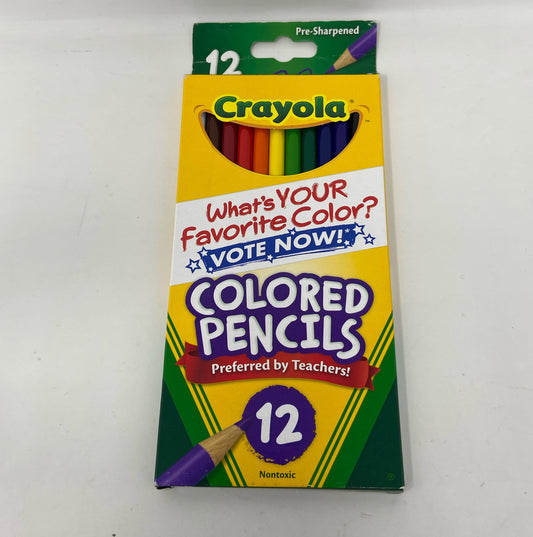 Pre-Sharpened
12
Crayola
What's YOUR
Favorite Color?
VOTE NOW!
COLORED
PENCILS
Preferred by Teachers!
12
Nontoxic